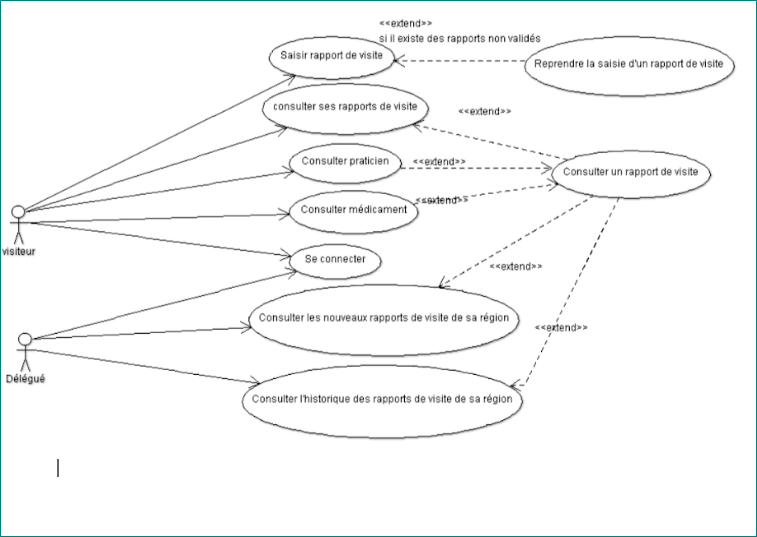 <<extend>>
si il existe des rapports non validés
Saisir rapport de visite
Reprendre la saisie d'un rapport de visite
consulter ses rapports de visite
<<extend>>
Consulter praticien
<<extend>>
Consulter un rapport de visite
<<extend>>
Consulter médicament
visiteur
Se connecter
<<extend>>
Consulter les nouveaux rapports de visite de sa région
<<extend>>
Délégué
Consulter l'historique des rapports de visite de sa région